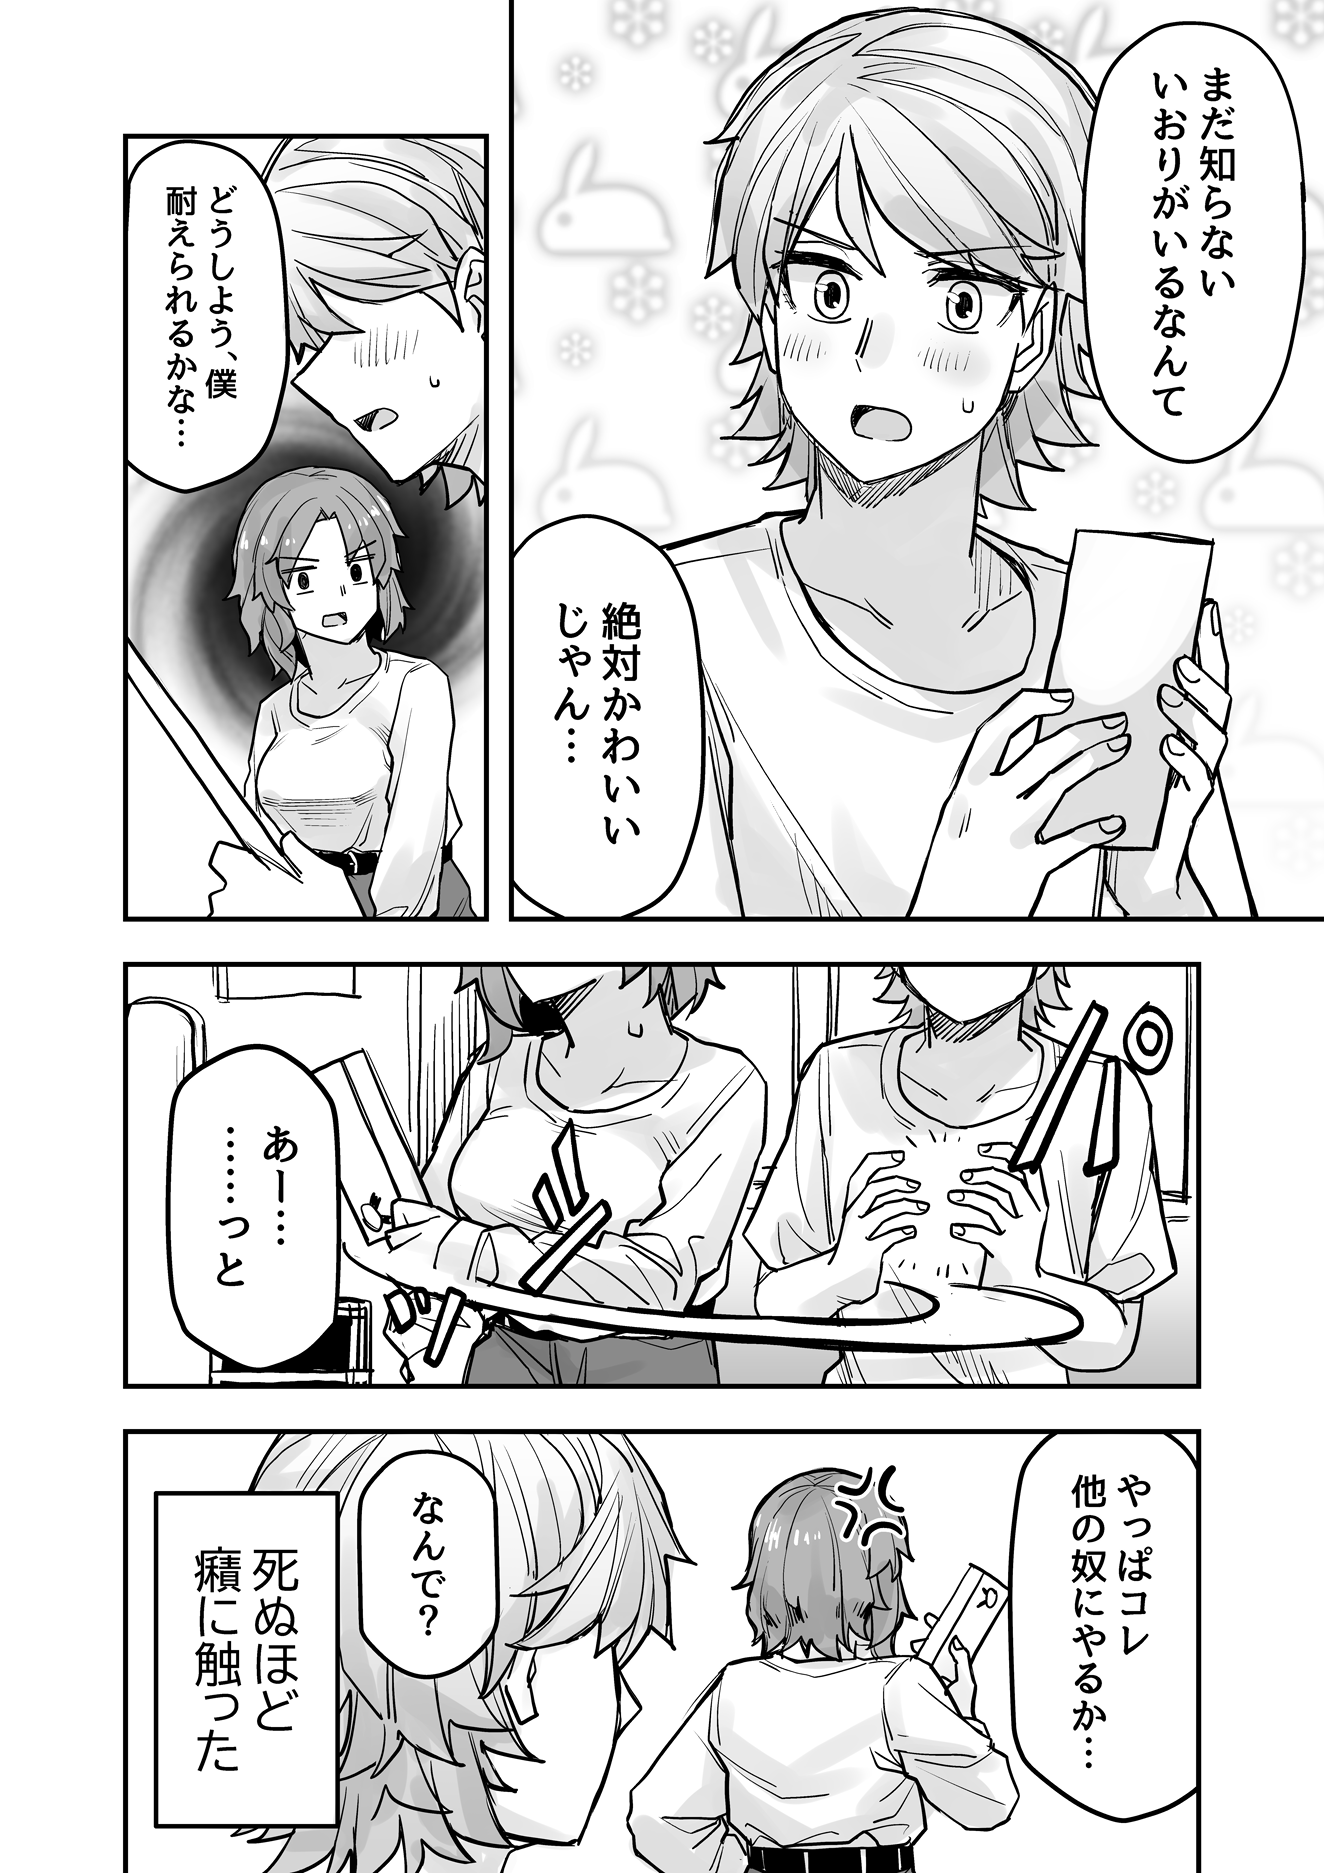 まだ知らない
いおりがいるなんて
絶対かわいい
じゃん…
どうしよう、僕
耐えられるかな…
あー…
……っと
やっぱコレ
他の奴にやるか…
なんで?
死ぬほど
癪に触った